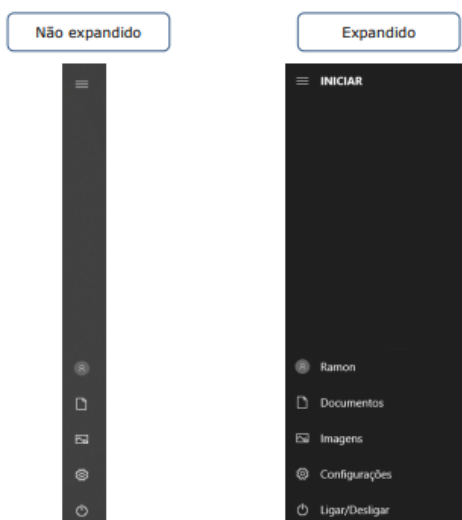 Não expandido
Expandido
INICIAR
Ramon
Documentos
Imagens
Configurações
Ligar/Desligar